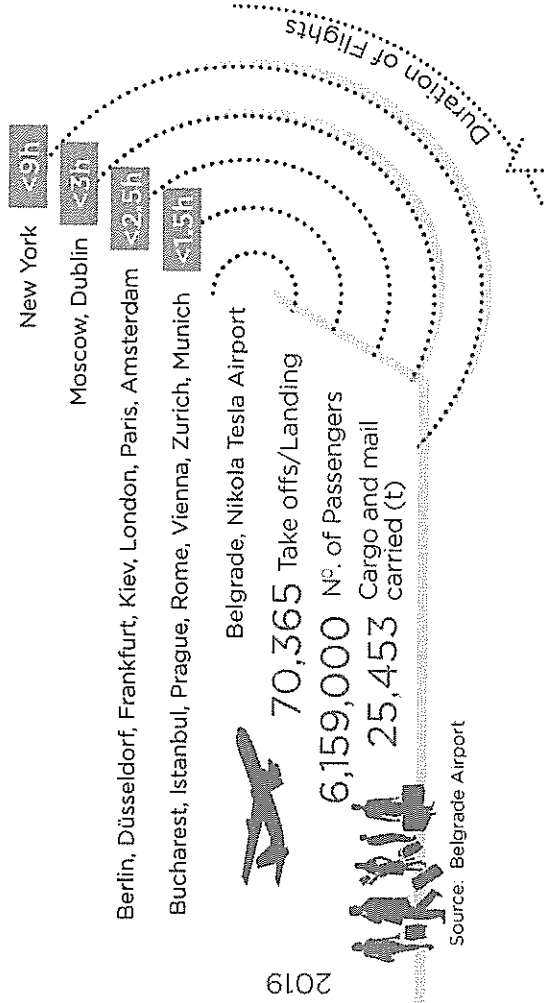 New York <9h
Moscow, Dublin <3h
Berlin, Düsseldorf, Frankfurt, Kiev, London, Paris, Amsterdam <2.5h
Bucharest, Istanbul, Prague, Rome, Vienna, Zurich, Munich <1.5h
Belgrade, Nikola Tesla Airport
Duration of Flights
2019
70,365 Take offs/Landing
6,159,000 Nº. of Passengers
25,453 Cargo and mail
carried (t)
Source: Belgrade Airport